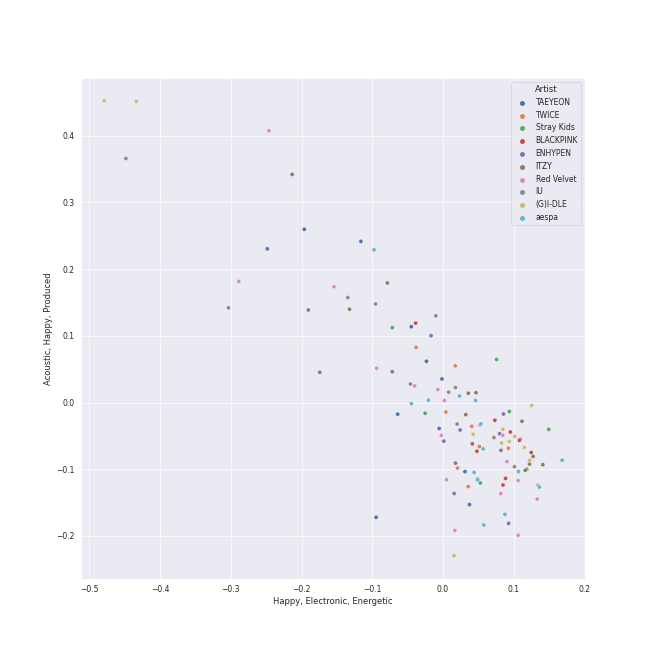 Artist
TAEYEON
TWICE
Stray Kids
BLACKPINK
ENHYPEN
ITZY
Red Velvet
IU
(G)I-DLE
aespa
0.4
0.3
0.2
0.1
0.0
−0.1
−0.2
Acoustic, Happy, Produced
−0.5 −0.4 −0.3 −0.2 −0.1 0.0 0.1 0.2
Happy, Electronic, Energetic